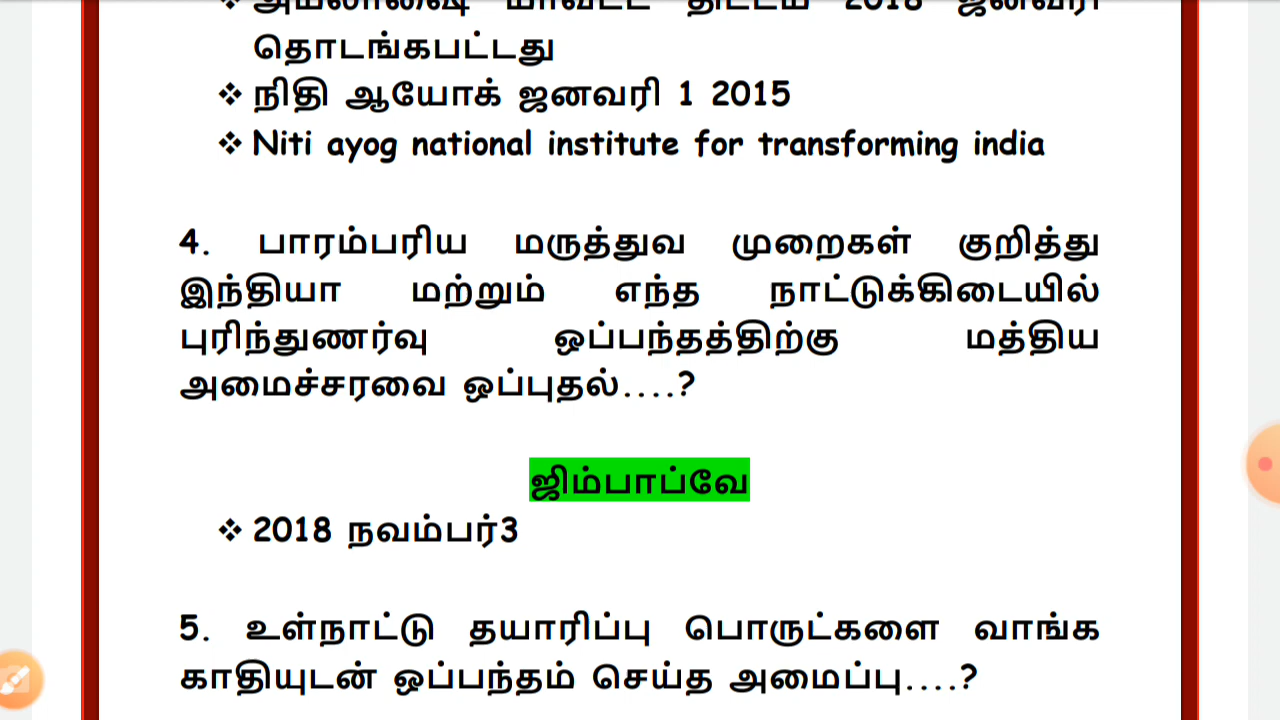 2018
தொடங்கபட்டது
❖ நிதி ஆயோக் ஜனவரி 1 2015
❖ Niti ayog national institute for transforming india
4. பாரம்பரிய மருத்துவ முறைகள் குறித்து
இந்தியா மற்றும் எந்த நாட்டுக்கிடையில்
புரிந்துணர்வு ஒப்பந்தத்திற்கு மத்திய
அமைச்சரவை ஒப்புதல்....?
ஜிம்பாப்வே
❖ 2018 நவம்பர்3
5. உள்நாட்டு தயாரிப்பு பொருட்களை வாங்க
காதியுடன் ஒப்பந்தம் செய்த அமைப்பு....?